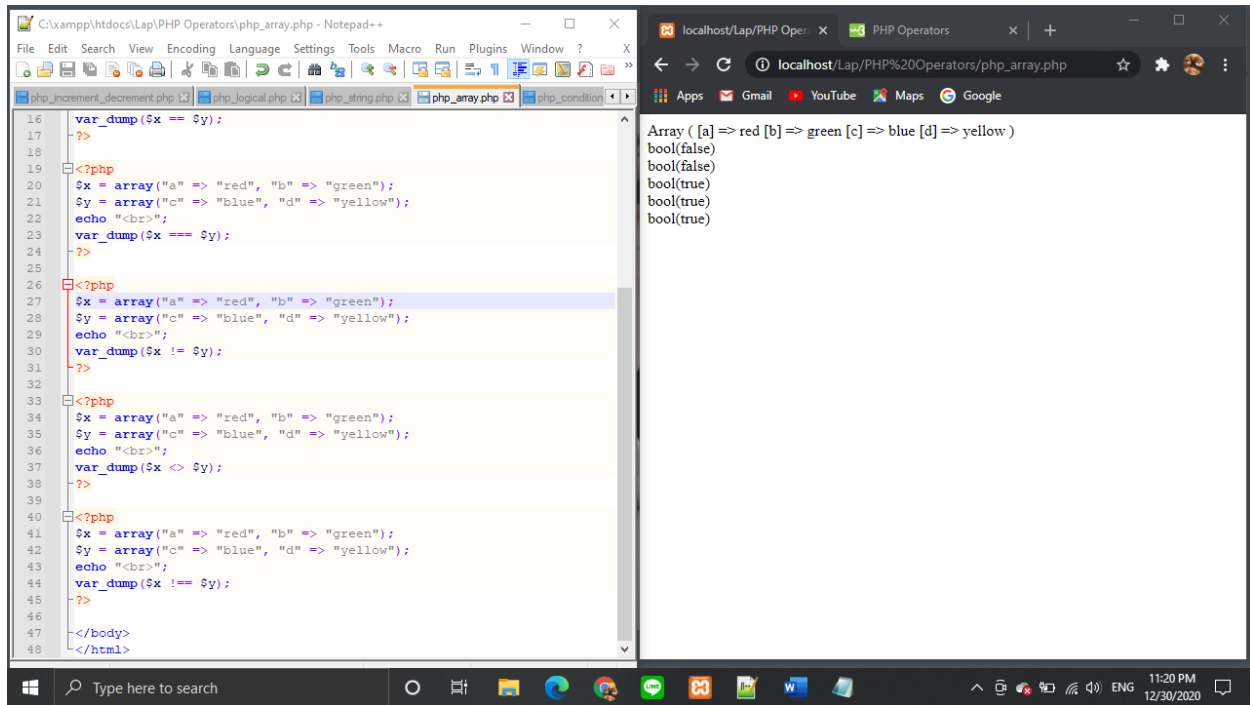 C:\xampp\htdocs\Lap\PHP Operators\php_array.php - Notepad++
File Edit Search View Encoding Language Settings Tools Macro Run Plugins Window ? X
php_increment_decrement.php php_logical.php php_string.php php_array.php php_condition
16 var_dump($x == $y);
17 ?>
18
19 <?php
20 $x = array("a" => "red", "b" => "green");
21 $y = array("c" => "blue", "d" => "yellow");
22 echo "<br>";
23 var_dump($x === $y);
24 ?>
25
26 <?php
27 $x = array("a" => "red", "b" => "green");
28 $y = array("c" => "blue", "d" => "yellow");
29 echo "<br>";
30 var_dump($x != $y);
31 ?>
32
33 <?php
34 $x = array("a" => "red", "b" => "green");
35 $y = array("c" => "blue", "d" => "yellow");
36 echo "<br>";
37 var_dump($x <> $y);
38 ?>
39
40 <?php
41 $x = array("a" => "red", "b" => "green");
42 $y = array("c" => "blue", "d" => "yellow");
43 echo "<br>";
44 var_dump($x !== $y);
45 ?>
46
47 </body>
48 </html>
localhost/Lap/PHP Oper PHP Operators
localhost/Lap/PHP%20Operators/php_array.php
Apps Gmail YouTube Maps Google
Array ( [a] => red [b] => green [c] => blue [d] => yellow )
bool(false)
bool(false)
bool(true)
bool(true)
bool(true)
Type here to search
LINE
ENG
11:20 PM
12/30/2020